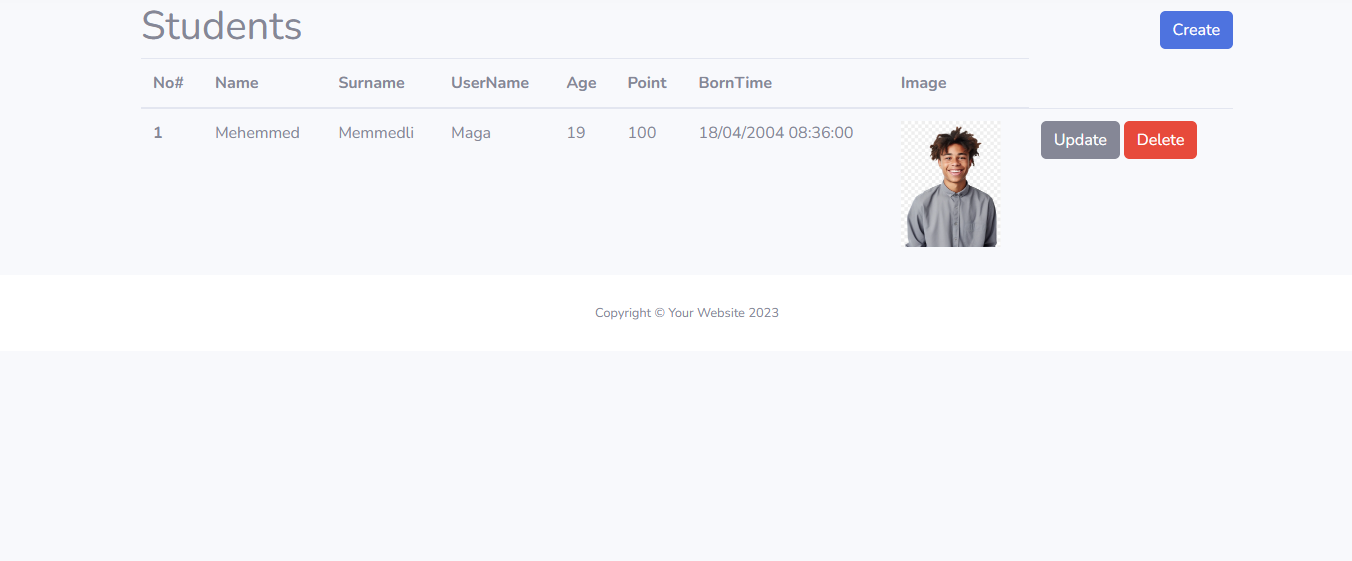 Students
Create
No# Name Surname UserName Age Point BornTime Image
1 Mehemmed Memmedli Maga 19 100 18/04/2004 08:36:00 Update Delete
Copyright © Your Website 2023